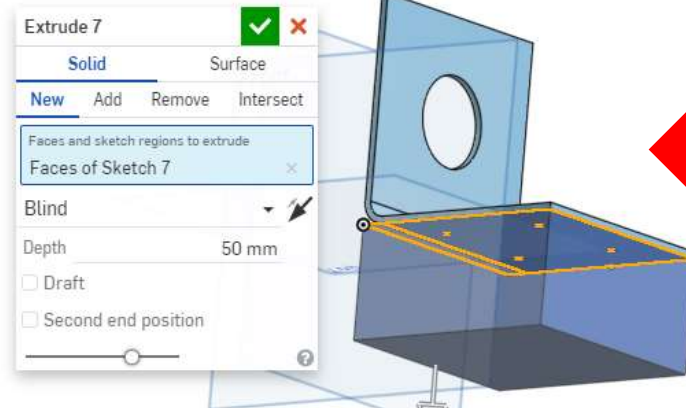 Extrude 7
Solid Surface
New Add Remove Intersect
Faces and sketch regions to extrude
Faces of Sketch 7
Blind
Depth 50 mm
Draft
Second end position